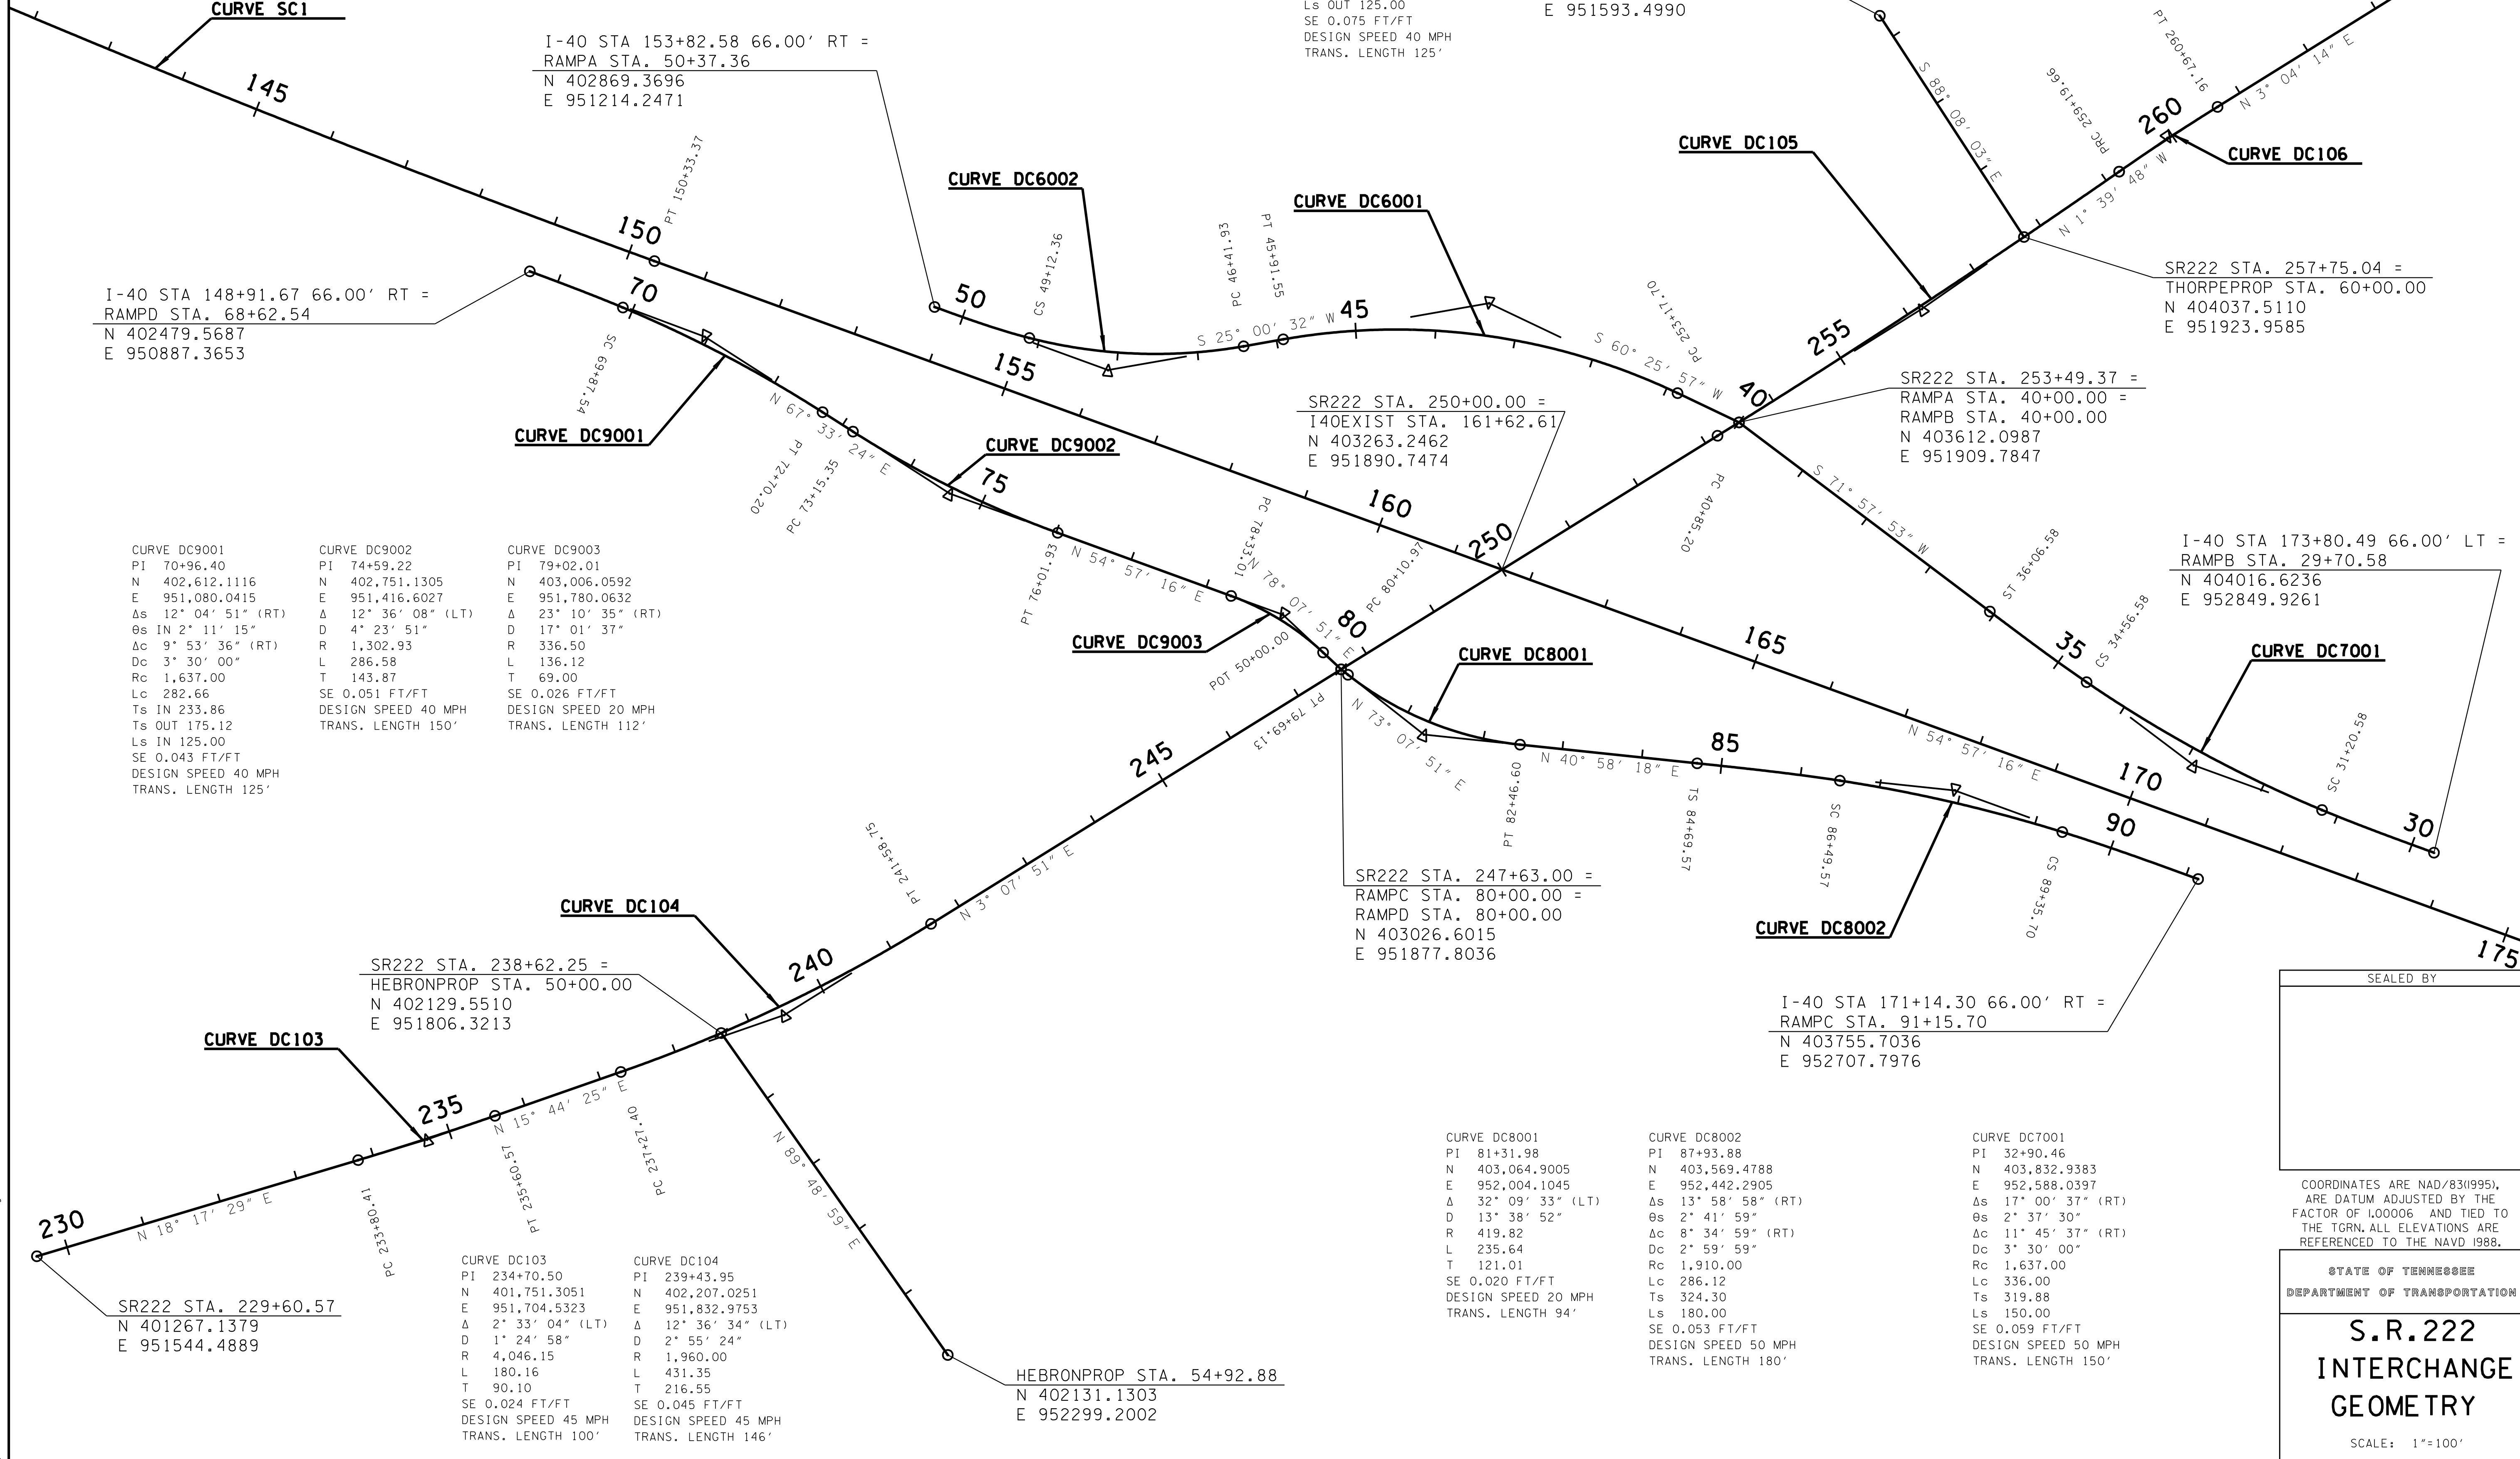 CURVE SC1
Ls OUT 125.00
SE 0.075 FT/FT
DESIGN SPEED 40 MPH
TRANS. LENGTH 125′
E 951593.4990
I-40 STA 153+82.58 66.00′ RT =
RAMPA STA. 50+37.36
N 402869.3696
E 951214.2471
145
PT 150+33.37
150
CURVE DC6002
CURVE DC6001
CURVE DC105
S 88° 08′ 03″ E
PT 260+67.16
N 3° 04′ 14″ E
PRC 259+19.66
260
CURVE DC106
N 1° 39′ 48″ W
I-40 STA 148+91.67 66.00′ RT =
RAMPD STA. 68+62.54
N 402479.5687
E 950887.3653
70
SC 69+87.54
50
CS 49+12.36
PC 46+41.93
PT 45+91.55
S 25° 00′ 32″ W
45
S 60° 25′ 57″ W
PC 253+17.70
255
40
SR222 STA. 257+75.04 =
THORPEPROP STA. 60+00.00
N 404037.5110
E 951923.9585
CURVE DC9001
N 67° 33′ 24″ E
PT 72+70.20
PC 73+15.35
CURVE DC9002
75
155
SR222 STA. 250+00.00 =
I40EXIST STA. 161+62.61
N 403263.2462
E 951890.7474
SR222 STA. 253+49.37 =
RAMPA STA. 40+00.00 =
RAMPB STA. 40+00.00
N 403612.0987
E 951909.7847
PC 40+85.20
S 71° 57′ 53″ W
160
250
PT 76+01.93
N 54° 57′ 16″ E
PC 78+33.01
N 78° 07′ 51″ E
80
PC 80+10.97
CURVE DC9003
POT 50+00.00
PT 79+69.13
CURVE DC8001
N 73° 07′ 51″ E
165
ST 36+06.58
35
CS 34+56.58
I-40 STA 173+80.49 66.00′ LT =
RAMPB STA. 29+70.58
N 404016.6236
E 952849.9261
CURVE DC7001
SC 31+20.58
30
CURVE DC9001
PI 70+96.40
N 402,612.1116
E 951,080.0415
Δs 12° 04′ 51″ (RT)
θs IN 2° 11′ 15″
Δc 9° 53′ 36″ (RT)
Dc 3° 30′ 00″
Rc 1,637.00
Lc 282.66
Ts IN 233.86
Ts OUT 175.12
Ls IN 125.00
SE 0.043 FT/FT
DESIGN SPEED 40 MPH
TRANS. LENGTH 125′
CURVE DC9002
PI 74+59.22
N 402,751.1305
E 951,416.6027
Δ 12° 36′ 08″ (LT)
D 4° 23′ 51″
R 1,302.93
L 286.58
T 143.87
SE 0.051 FT/FT
DESIGN SPEED 40 MPH
TRANS. LENGTH 150′
CURVE DC9003
PI 79+02.01
N 403,006.0592
E 951,780.0632
Δ 23° 10′ 35″ (RT)
D 17° 01′ 37″
R 336.50
L 136.12
T 69.00
SE 0.026 FT/FT
DESIGN SPEED 20 MPH
TRANS. LENGTH 112′
245
PT 82+46.60
N 40° 58′ 18″ E
85
TS 84+69.57
SC 86+49.57
N 54° 57′ 16″ E
170
90
CS 89+35.70
CURVE DC8002
175
SR222 STA. 247+63.00 =
RAMPC STA. 80+00.00 =
RAMPD STA. 80+00.00
N 403026.6015
E 951877.8036
I-40 STA 171+14.30 66.00′ RT =
RAMPC STA. 91+15.70
N 403755.7036
E 952707.7976
PT 241+58.75
N 3° 07′ 51″ E
CURVE DC104
240
SR222 STA. 238+62.25 =
HEBRONPROP STA. 50+00.00
N 402129.5510
E 951806.3213
CURVE DC103
235
N 15° 44′ 25″ E
PC 237+27.40
PT 235+60.57
PC 233+80.41
N 18° 17′ 29″ E
230
N 89° 48′ 59″ E
SR222 STA. 229+60.57
N 401267.1379
E 951544.4889
CURVE DC103
PI 234+70.50
N 401,751.3051
E 951,704.5323
Δ 2° 33′ 04″ (LT)
D 1° 24′ 58″
R 4,046.15
L 180.16
T 90.10
SE 0.024 FT/FT
DESIGN SPEED 45 MPH
TRANS. LENGTH 100′
CURVE DC104
PI 239+43.95
N 402,207.0251
E 951,832.9753
Δ 12° 36′ 34″ (LT)
D 2° 55′ 24″
R 1,960.00
L 431.35
T 216.55
SE 0.045 FT/FT
DESIGN SPEED 45 MPH
TRANS. LENGTH 146′
HEBRONPROP STA. 54+92.88
N 402131.1303
E 952299.2002
CURVE DC8001
PI 81+31.98
N 403,064.9005
E 952,004.1045
Δ 32° 09′ 33″ (LT)
D 13° 38′ 52″
R 419.82
L 235.64
T 121.01
SE 0.020 FT/FT
DESIGN SPEED 20 MPH
TRANS. LENGTH 94′
CURVE DC8002
PI 87+93.88
N 403,569.4788
E 952,442.2905
Δs 13° 58′ 58″ (RT)
θs 2° 41′ 59″
Δc 8° 34′ 59″ (RT)
Dc 2° 59′ 59″
Rc 1,910.00
Lc 286.12
Ts 324.30
Ls 180.00
SE 0.053 FT/FT
DESIGN SPEED 50 MPH
TRANS. LENGTH 180′
CURVE DC7001
PI 32+90.46
N 403,832.9383
E 952,588.0397
Δs 17° 00′ 37″ (RT)
θs 2° 37′ 30″
Δc 11° 45′ 37″ (RT)
Dc 3° 30′ 00″
Rc 1,637.00
Lc 336.00
Ts 319.88
Ls 150.00
SE 0.059 FT/FT
DESIGN SPEED 50 MPH
TRANS. LENGTH 150′
SEALED BY
COORDINATES ARE NAD/83(1995),
ARE DATUM ADJUSTED BY THE
FACTOR OF 1.00006 AND TIED TO
THE TGRN. ALL ELEVATIONS ARE
REFERENCED TO THE NAVD 1988.
STATE OF TENNESSEE
DEPARTMENT OF TRANSPORTATION
S.R.222
INTERCHANGE
GEOMETRY
SCALE: 1″=100′